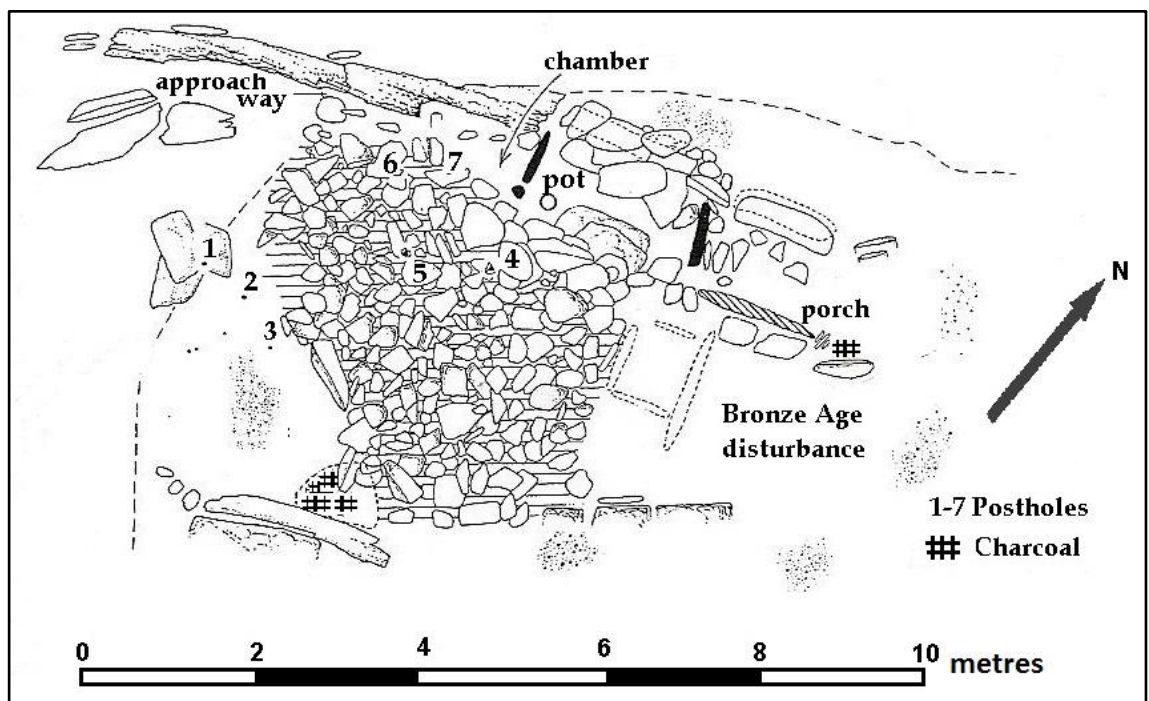 chamber
approach
way
6
7
pot
1
2
3
5
4
N
porch
Bronze Age
disturbance
1-7 Postholes
Charcoal
0
2
4
6
8
10
metres